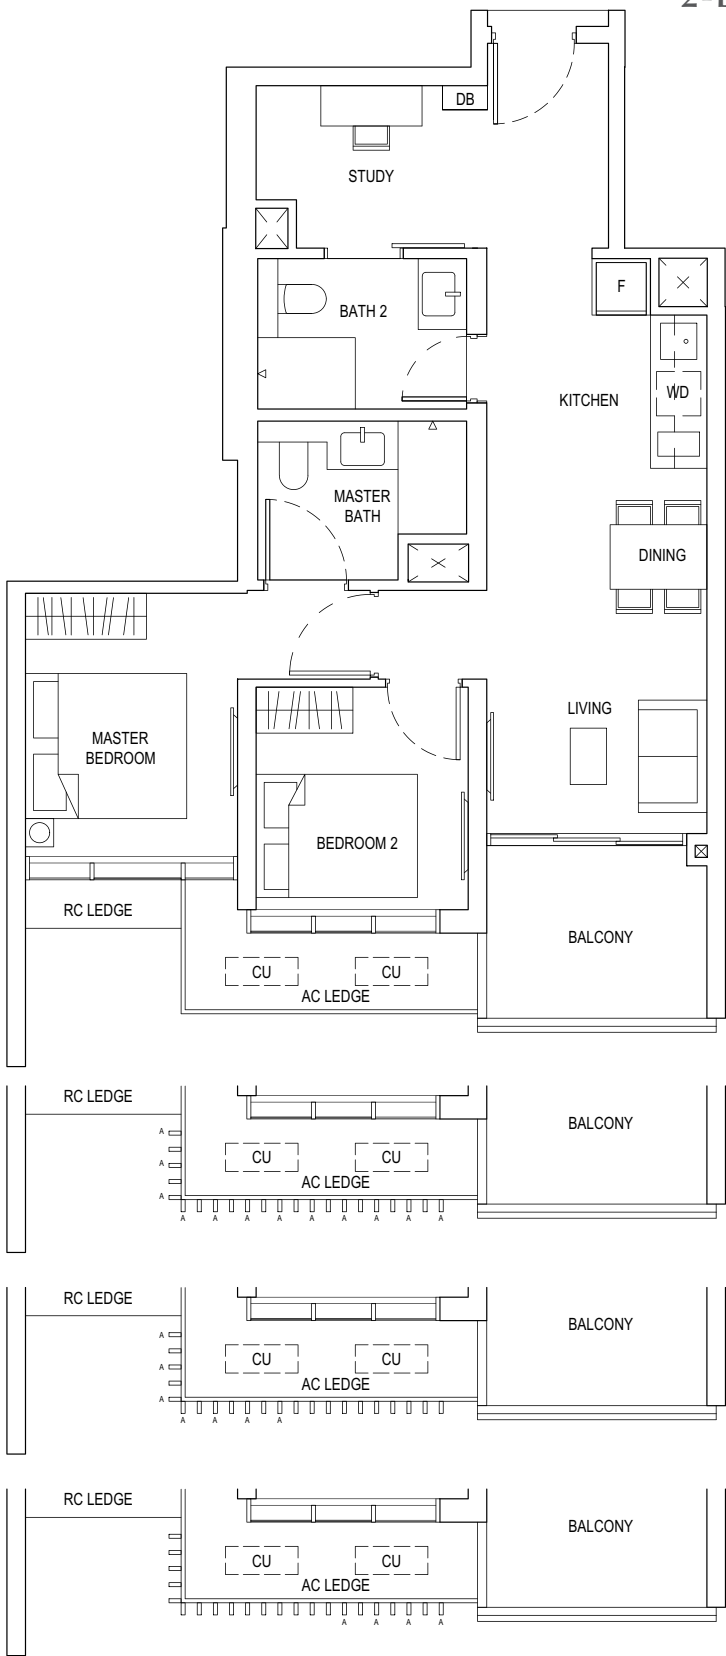 DB
STUDY
F
BATH 2
WD
KITCHEN
MASTER
BATH
DINING
LIVING
MASTER
BEDROOM
BEDROOM 2
RC LEDGE
BALCONY
CU CU
AC LEDGE
RC LEDGE
BALCONY
A
CU CU
A
AC LEDGE
A
A A A A A A A A A
RC LEDGE
BALCONY
A
CU CU
A
AC LEDGE
A
A A A A
RC LEDGE
BALCONY
CU CU
AC LEDGE
A A A A